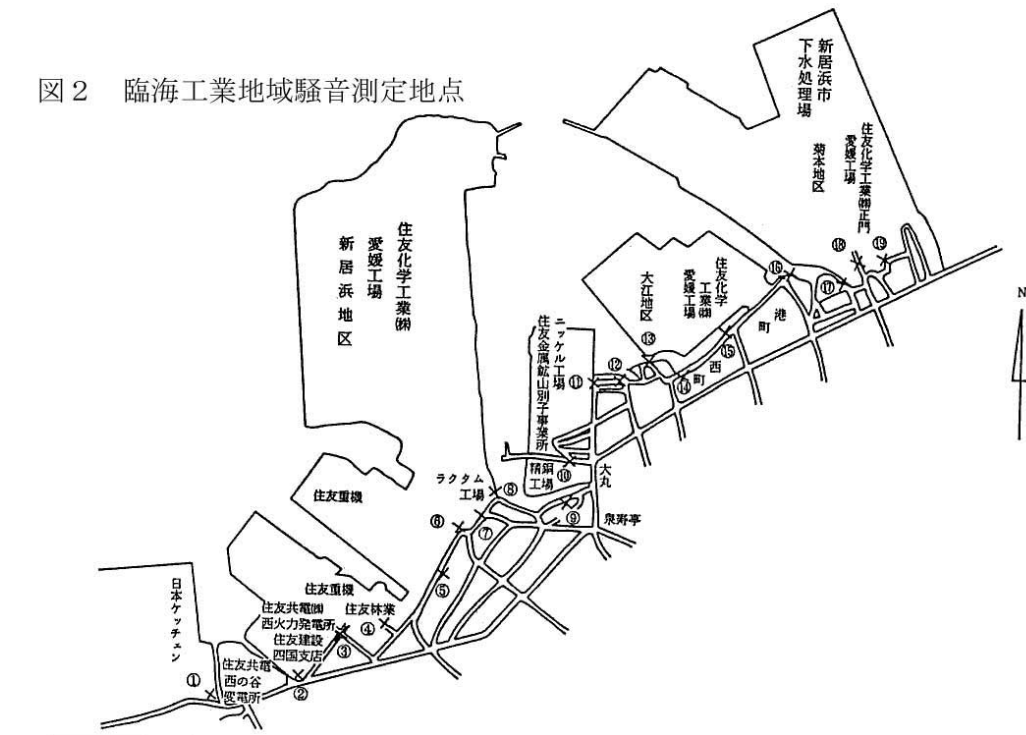 図2 臨海工業地域騒音測定地点
新居浜市
下水処理場
菊本地区
住友化学工業㈱正門
愛媛工場
住友化学工業㈱
愛媛工場
新居浜地区
住友化学
工業㈱
愛媛工場
大江地区
⑯
⑱
⑲
⑰
港
町
⑮
西
町
⑭
⑬
⑫
⑪
ニッケル工場
住友金属鉱山別子事業所
精銅
工場
⑩
大丸
⑨
泉寿亭
N
ラクタム
工場
⑧
⑥
⑦
⑤
住友重機
住友重機
住友共電㈱
西火力発電所
住友林業
④
住友建設
四国支店
③
日本ケッチェン
住友共電
西の谷
変電所
①
②